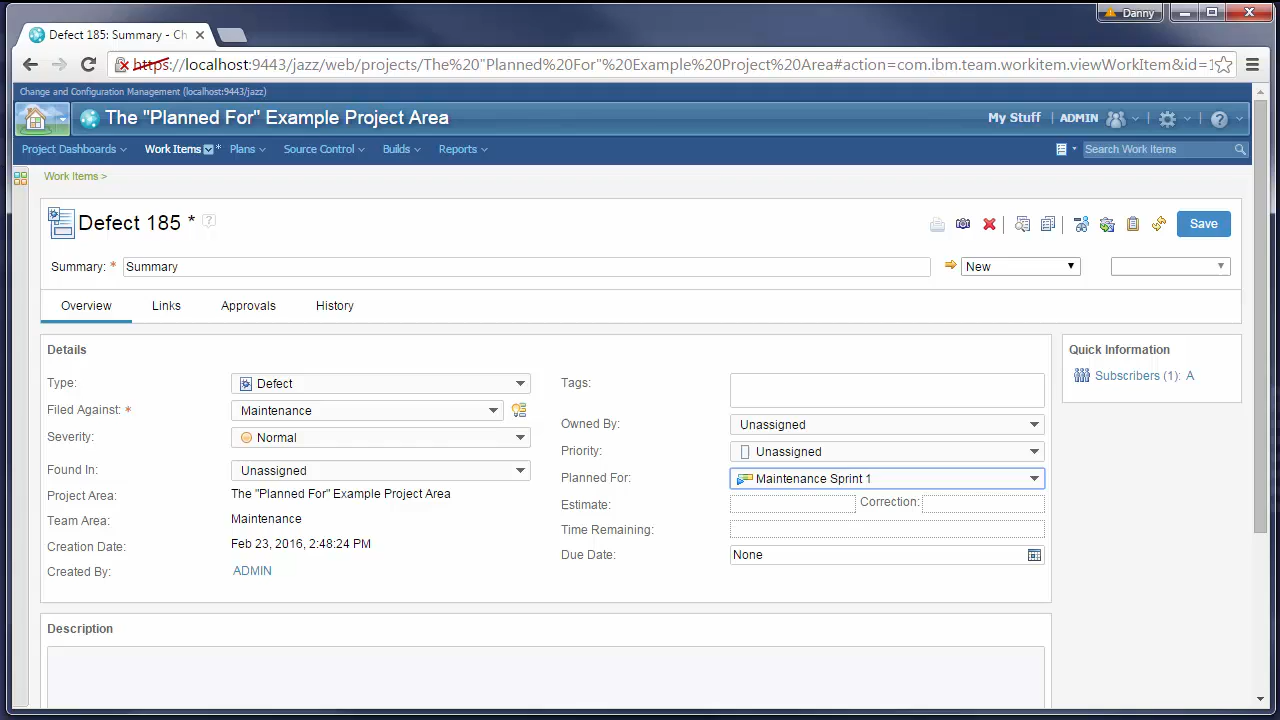 Danny
Defect 185: Summary - Ch
https://localhost:9443/jazz/web/projects/The%20"Planned%20For"%20Example%20Project%20Area#action=com.ibm.team.workitem.viewWorkItem&id=1
Change and Configuration Management (localhost:9443/jazz)
The "Planned For" Example Project Area
My Stuff | ADMIN
Project Dashboards Work Items * Plans Source Control Builds Reports Search Work Items
Work Items >
Defect 185 * ?
Save
Summary: * Summary New
Overview Links Approvals History
Details
Quick Information
Type: Defect
Tags:
Subscribers (1): A
Filed Against: * Maintenance
Owned By: Unassigned
Severity: Normal
Priority: Unassigned
Found In: Unassigned
Planned For: Maintenance Sprint 1
Project Area: The "Planned For" Example Project Area
Estimate: Correction:
Team Area: Maintenance
Time Remaining:
Creation Date: Feb 23, 2016, 2:48:24 PM
Due Date: None
Created By: ADMIN
Description